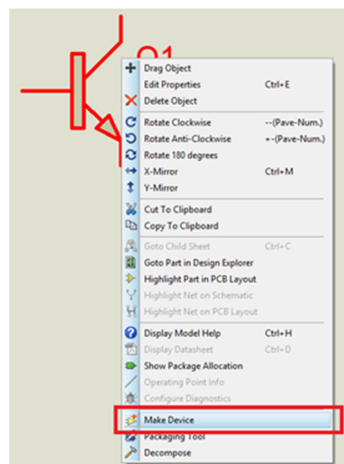 Q1
Drag Object
Edit Properties Ctrl+E
Delete Object
Rotate Clockwise --(Pave-Num.)
Rotate Anti-Clockwise +-(Pave-Num.)
Rotate 180 degrees
X-Mirror Ctrl+M
Y-Mirror
Cut To Clipboard
Copy To Clipboard
Goto Child Sheet Ctrl+C
Goto Part in Design Explorer
Highlight Part in PCB Layout
Highlight Net on Schematic
Highlight Net on PCB Layout
Display Model Help Ctrl+H
Display Datasheet Ctrl+D
Show Package Allocation
Operating Point Info
Configure Diagnostics
Make Device
Packaging Tool
Decompose